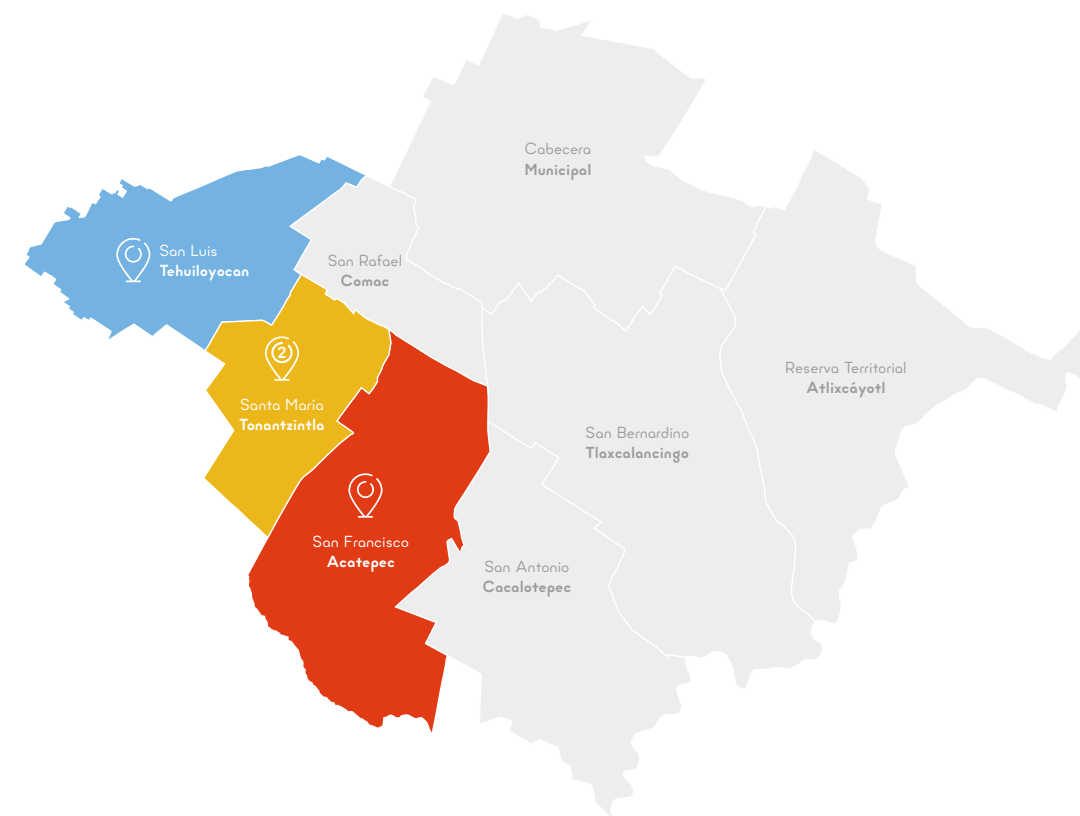 Cabecera
Municipal
San Luis
Tehuiloyocan
San Rafael
Comac
2
Santa María
Tonantzintla
Reserva Territorial
Atlixcáyotl
San Bernardino
Tlaxcalancingo
San Francisco
Acatepec
San Antonio
Cacalotepec